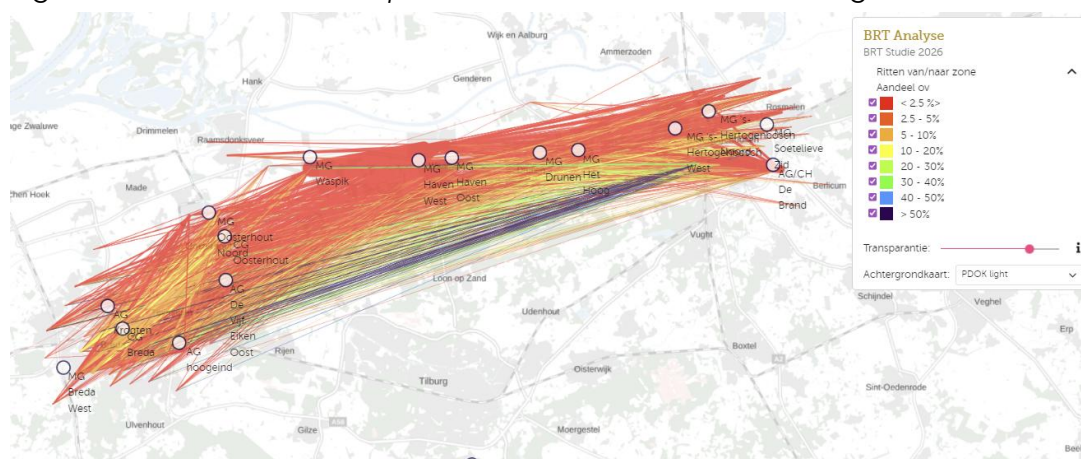 Wijk en Aalburg
Ammerzoden
Hank
Genderen
Rosmalen
age Zwaluwe
Drimmelen
Raamsdonksveer
MG 's-
Hertogenbosch
MG 's-
Hertogenbosch
West
Soetelieve
Zuid
AG/CH
De
Brand
MG
Waspik
MG
Haven
West
MG
Haven
Oost
MG
Drunen
MG
Het
Hoog
Berlicum
Made
hen Hoek
MG
Oosterhout
Noord
Oosterhout
Vught
AG
De
Vijf
Eiken
Oost
Loon op Zand
AG
Breda
AG
hoogeind
MG
Breda
West
Rijen
Udenhout
Boxtel
Schijndel
Veghel
Erp
Oisterwijk
Tilburg
Sint-Oedenrode
Ulvenhout
Gilze
Moergestel
Bee
BRT Analyse
BRT Studie 2026
Ritten van/naar zone
Aandeel ov
< 2.5 %>
2.5 - 5%
5 - 10%
10 - 20%
20 - 30%
30 - 40%
40 - 50%
> 50%
Transparantie:
Achtergrondkaart: PDOK light